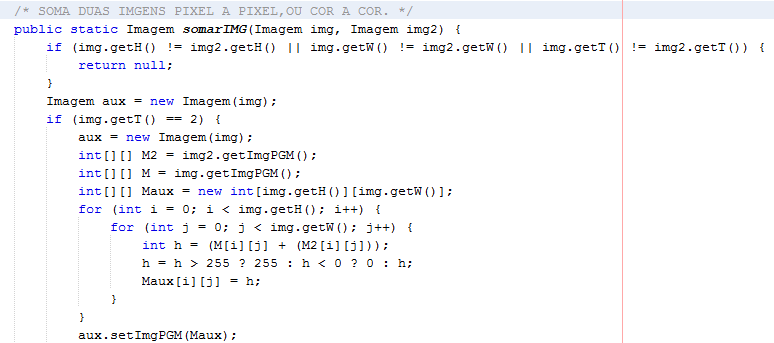 /* SOMA DUAS IMGENS PIXEL A PIXEL,OU COR A COR. */
public static Imagem somarIMG(Imagem img, Imagem img2) {
if (img.getH() != img2.getH() || img.getW() != img2.getW() || img.getT() != img2.getT()) {
return null;
}
Imagem aux = new Imagem(img);
if (img.getT() == 2) {
aux = new Imagem(img);
int[][] M2 = img2.getImgPGM();
int[][] M = img.getImgPGM();
int[][] Maux = new int[img.getH()][img.getW()];
for (int i = 0; i < img.getH(); i++) {
for (int j = 0; j < img.getW(); j++) {
int h = (M[i][j] + (M2[i][j]));
h = h > 255 ? 255 : h < 0 ? 0 : h;
Maux[i][j] = h;
}
}
aux.setImgPGM(Maux);